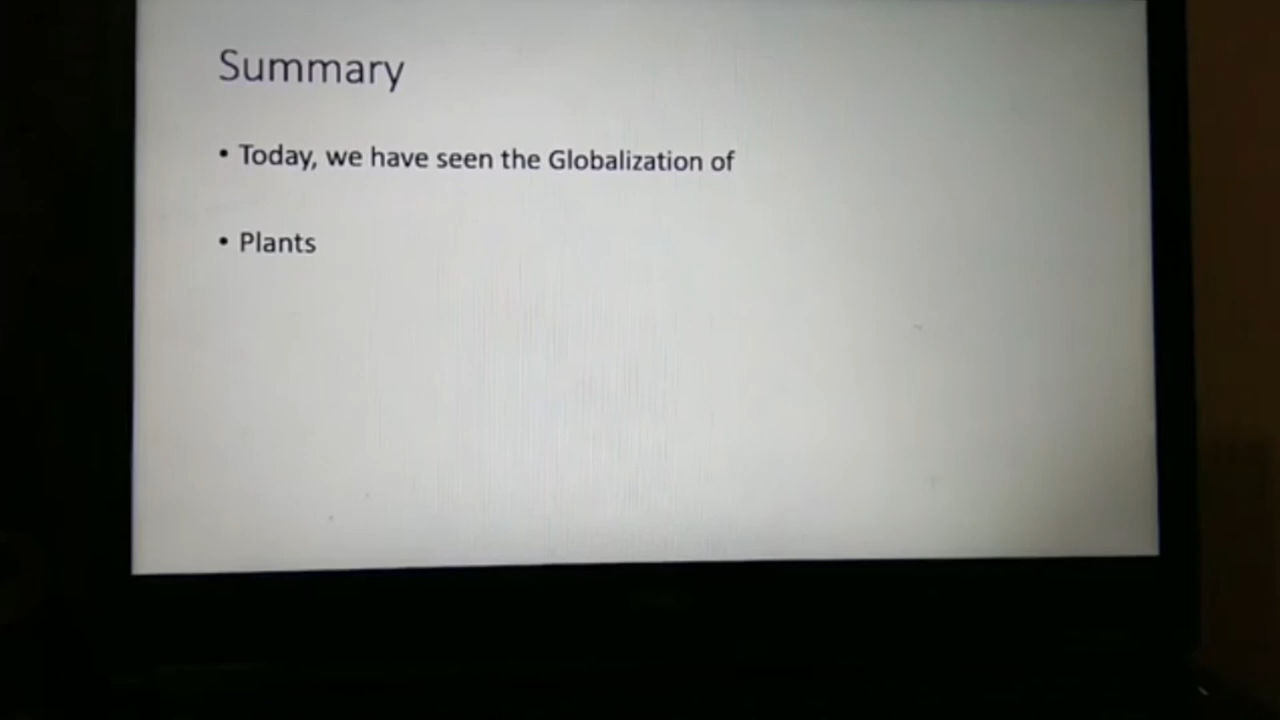 Summary
• Today, we have seen the Globalization of
• Plants